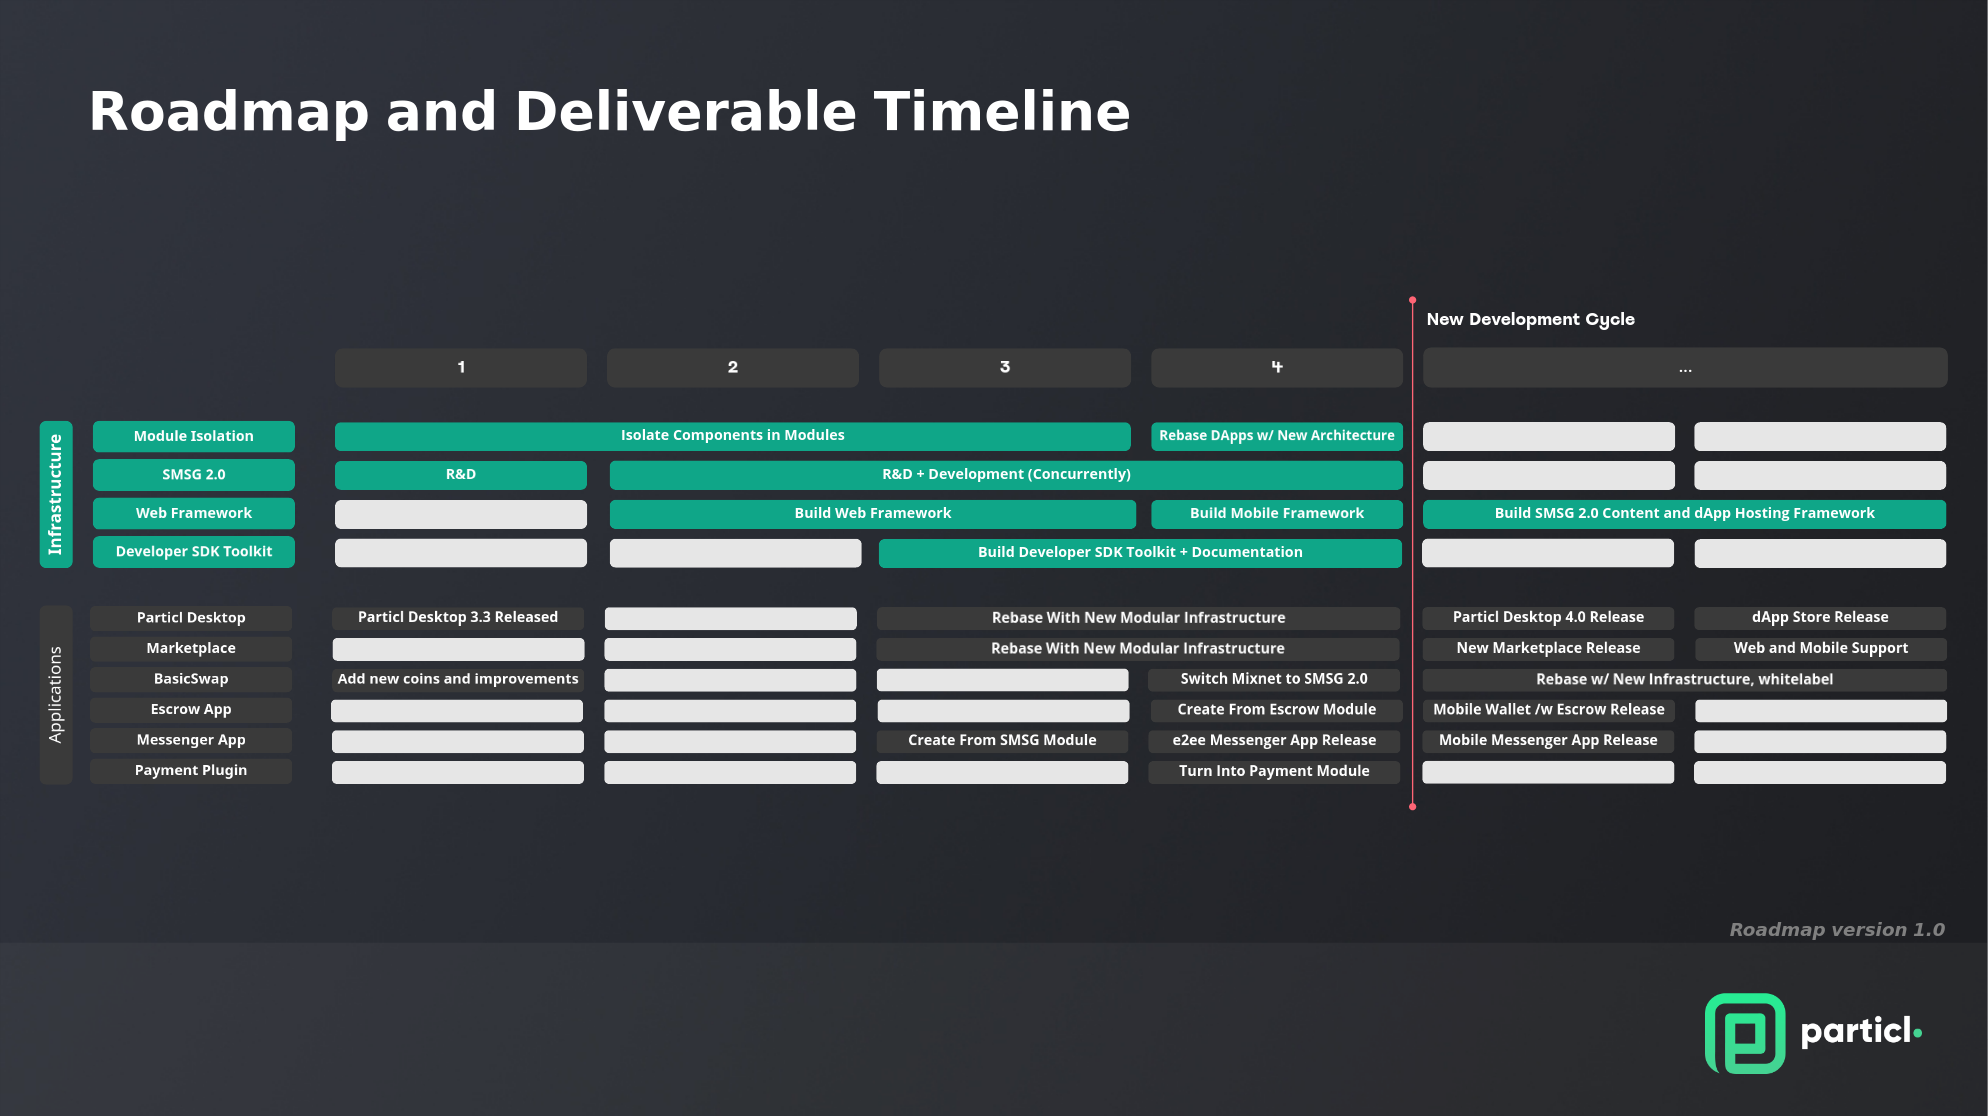 Roadmap and Deliverable Timeline
New Development Cycle
1 2 3 4 ...
Infrastructure
Module Isolation Isolate Components in Modules Rebase DApps w/ New Architecture
SMSG 2.0 R&D R&D + Development (Concurrently)
Web Framework Build Web Framework Build Mobile Framework Build SMSG 2.0 Content and dApp Hosting Framework
Developer SDK Toolkit Build Developer SDK Toolkit + Documentation
Applications
Particl Desktop Particl Desktop 3.3 Released Rebase With New Modular Infrastructure Particl Desktop 4.0 Release dApp Store Release
Marketplace Rebase With New Modular Infrastructure New Marketplace Release Web and Mobile Support
BasicSwap Add new coins and improvements Switch Mixnet to SMSG 2.0 Rebase w/ New Infrastructure, whitelabel
Escrow App Create From Escrow Module Mobile Wallet /w Escrow Release
Messenger App Create From SMSG Module e2ee Messenger App Release Mobile Messenger App Release
Payment Plugin Turn Into Payment Module
Roadmap version 1.0
particl